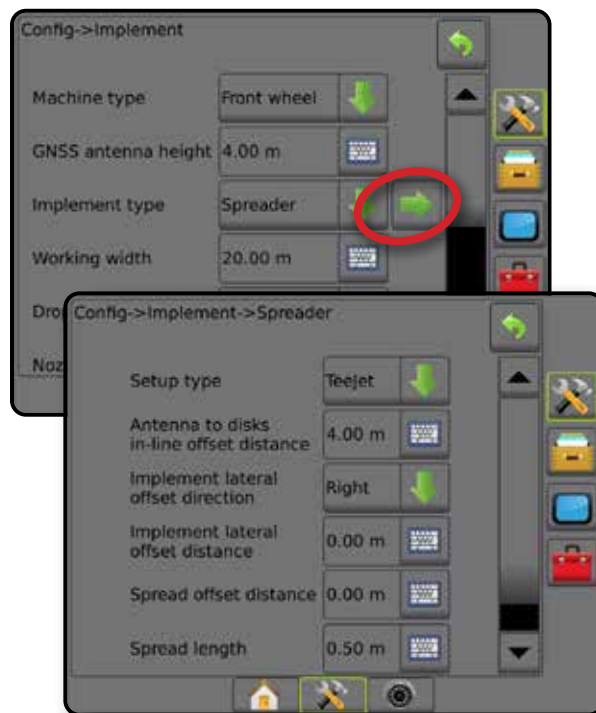 Config->Implement
Machine type Front wheel
GNSS antenna height 4.00 m
Implement type Spreader
Working width 20.00 m
Dro
Noz
Config->Implement->Spreader
Setup type TeeJet
Antenna to disks
in-line offset distance 4.00 m
Implement lateral
offset direction Right
Implement lateral
offset distance 0.00 m
Spread offset distance 0.00 m
Spread length 0.50 m